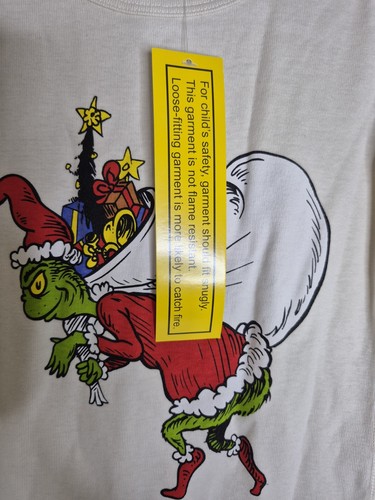 For child's safety, garment should fit snugly.
This garment is not flame resistant.
Loose-fitting garment is more likely to catch fire.